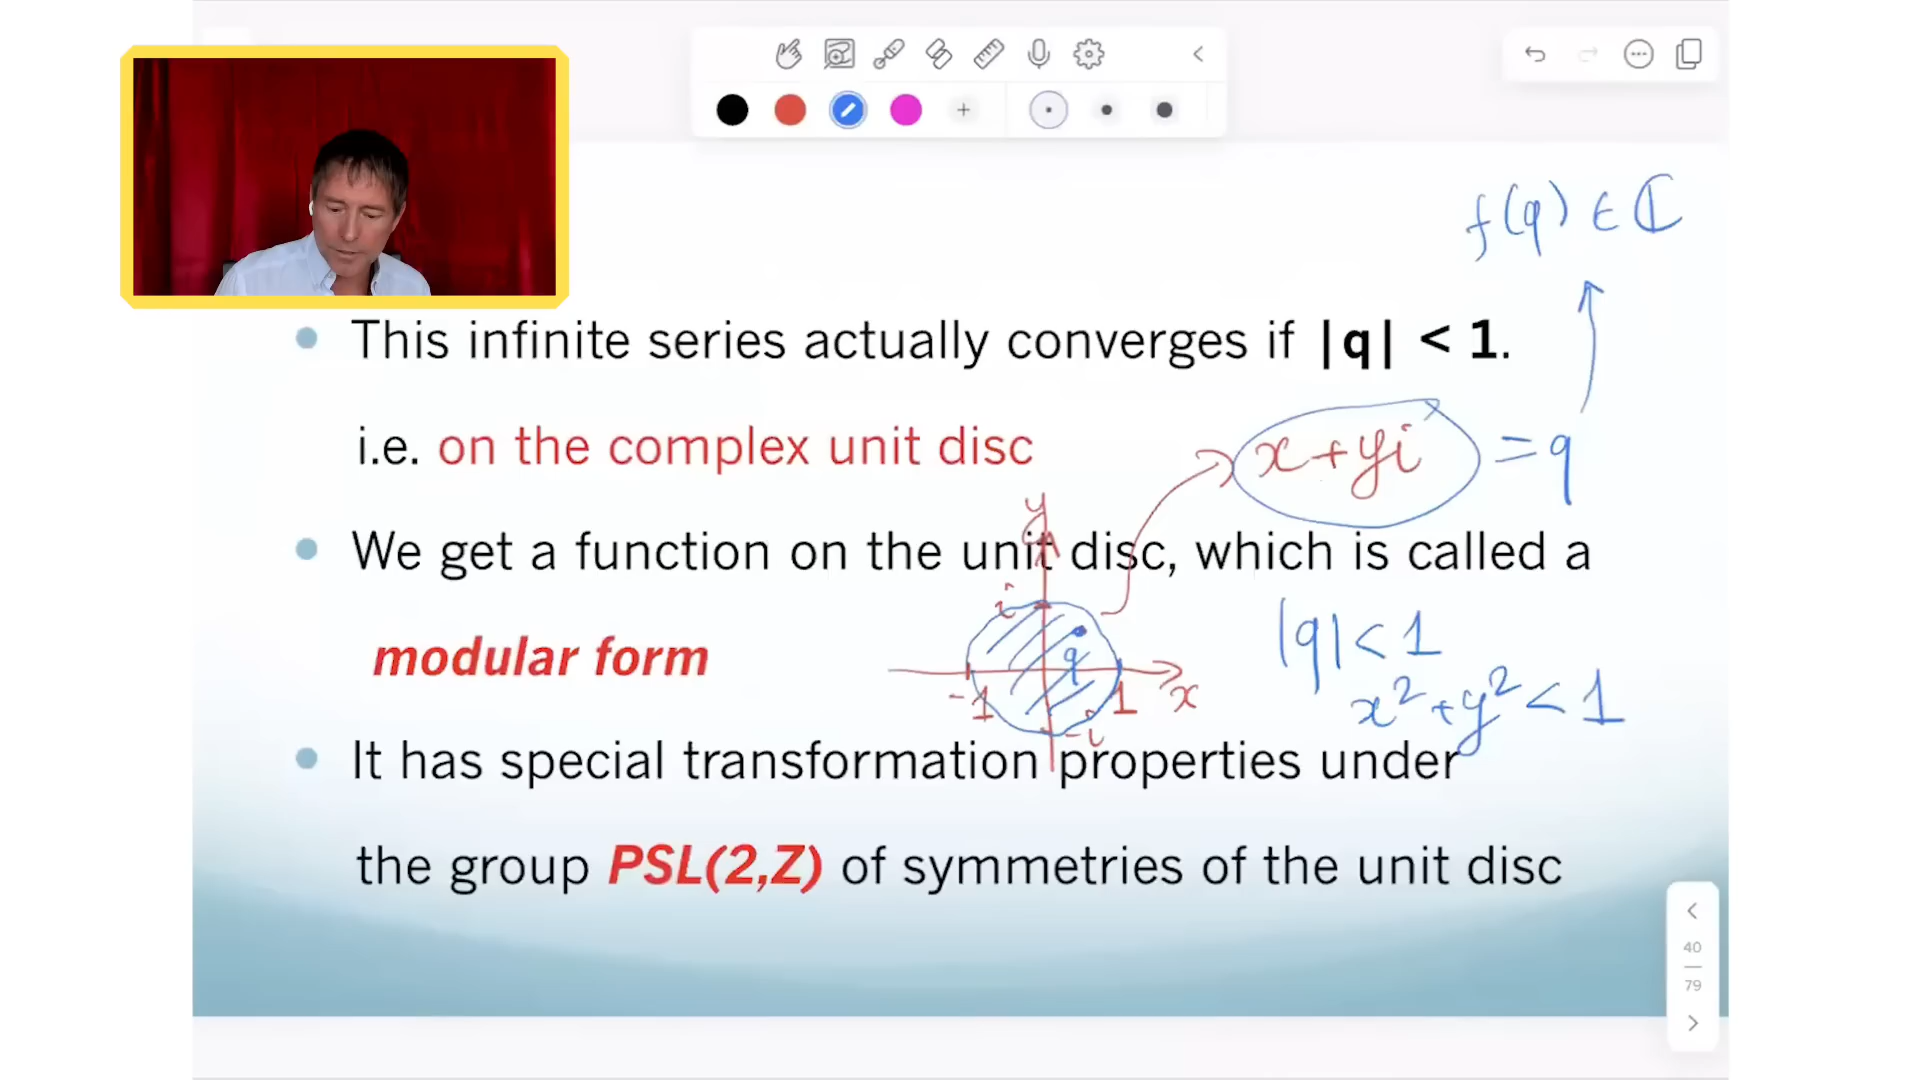 f(q) ∈ ℂ
This infinite series actually converges if |q| < 1.
i.e. on the complex unit disc
x+yi = q
y
We get a function on the unit disc, which is called a
i
q
|q| < 1
modular form
-1
1
x
x² + y² < 1
-i
It has special transformation properties under
the group PSL(2,Z) of symmetries of the unit disc
40
79